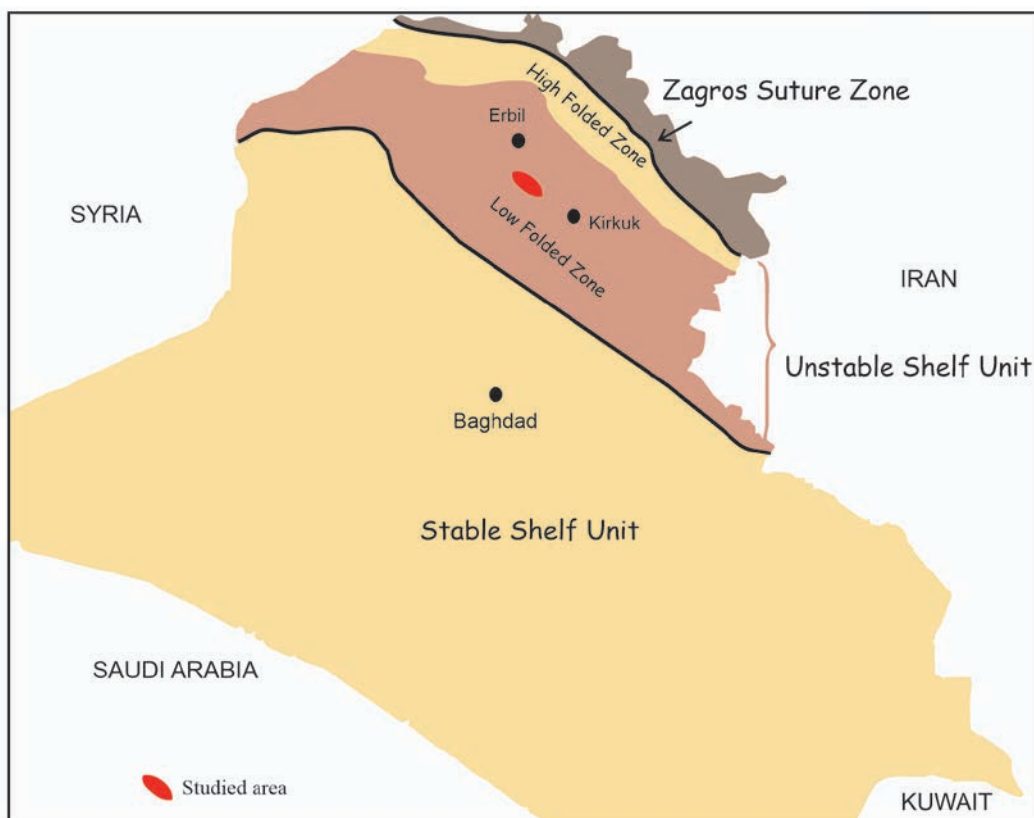 High Folded Zone
Zagros Suture Zone
Erbil
SYRIA
Low Folded Zone
Kirkuk
IRAN
Unstable Shelf Unit
Baghdad
Stable Shelf Unit
SAUDI ARABIA
Studied area
KUWAIT